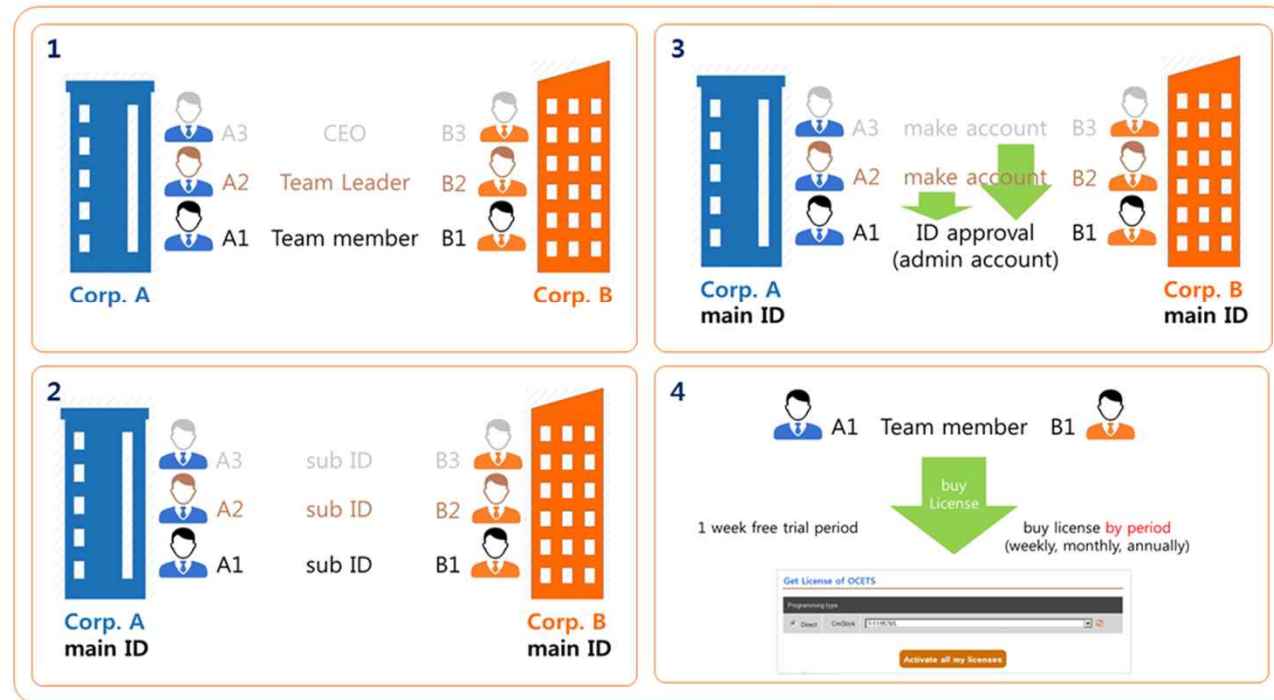 1
A3 CEO B3
A2 Team Leader B2
A1 Team member B1
Corp. A Corp. B
2
A3 sub ID B3
A2 sub ID B2
A1 sub ID B1
Corp. A Corp. B
main ID main ID
3
A3 make account B3
A2 make account B2
A1 ID approval B1
(admin account)
Corp. A Corp. B
main ID main ID
4
A1 Team member B1
buy
License
1 week free trial period
buy license by period
(weekly, monthly, annually)
Get License of OCETS
Programming type
Direct CmStick
Activate all my licenses